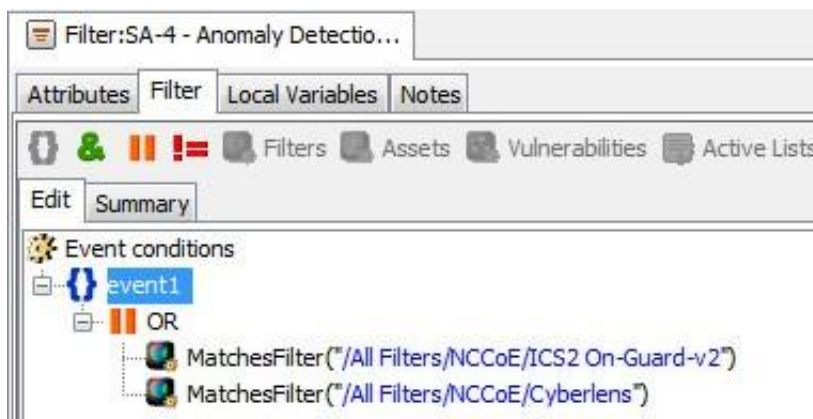 Filter:SA-4 - Anomaly Detectio...
Attributes Filter Local Variables Notes
{} & || != Filters Assets Vulnerabilities Active Lists
Edit Summary
Event conditions
{} event1
|| OR
MatchesFilter("/All Filters/NCCoE/ICS2 On-Guard-v2")
MatchesFilter("/All Filters/NCCoE/Cyberlens")